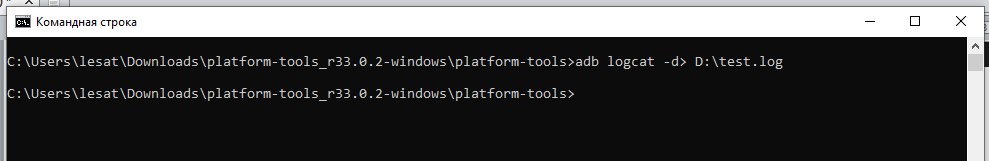 Командная строка
C:\Users\lesat\Downloads\platform-tools_r33.0.2-windows\platform-tools>adb logcat -d> D:\test.log
C:\Users\lesat\Downloads\platform-tools_r33.0.2-windows\platform-tools>